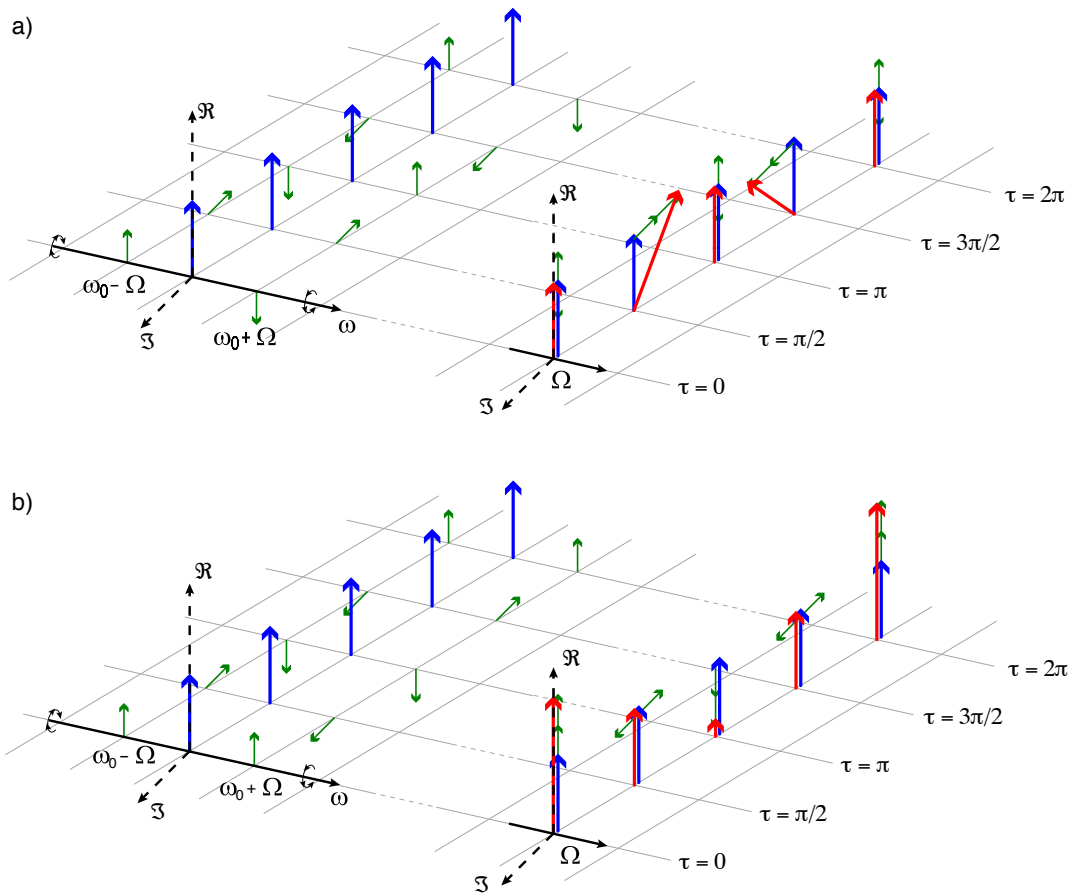 a)
ℜ
ω₀ − Ω
ω₀ + Ω
ω
ℑ
ℜ
Ω
ℑ
τ = 2π
τ = 3π/2
τ = π
τ = π/2
τ = 0
b)
ℜ
ω₀ − Ω
ω₀ + Ω
ω
ℑ
ℜ
Ω
ℑ
τ = 2π
τ = 3π/2
τ = π
τ = π/2
τ = 0